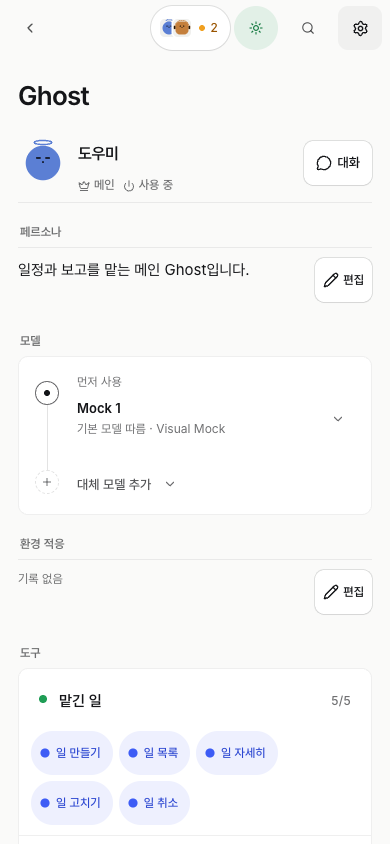 2
Ghost
도우미
메인 사용 중
대화
페르소나
일정과 보고를 맡는 메인 Ghost입니다.
편집
모델
먼저 사용
Mock 1
기본 모델 따름 · Visual Mock
대체 모델 추가
환경 적응
기록 없음
편집
도구
맡긴 일
5/5
일 만들기
일 목록
일 자세히
일 고치기
일 취소